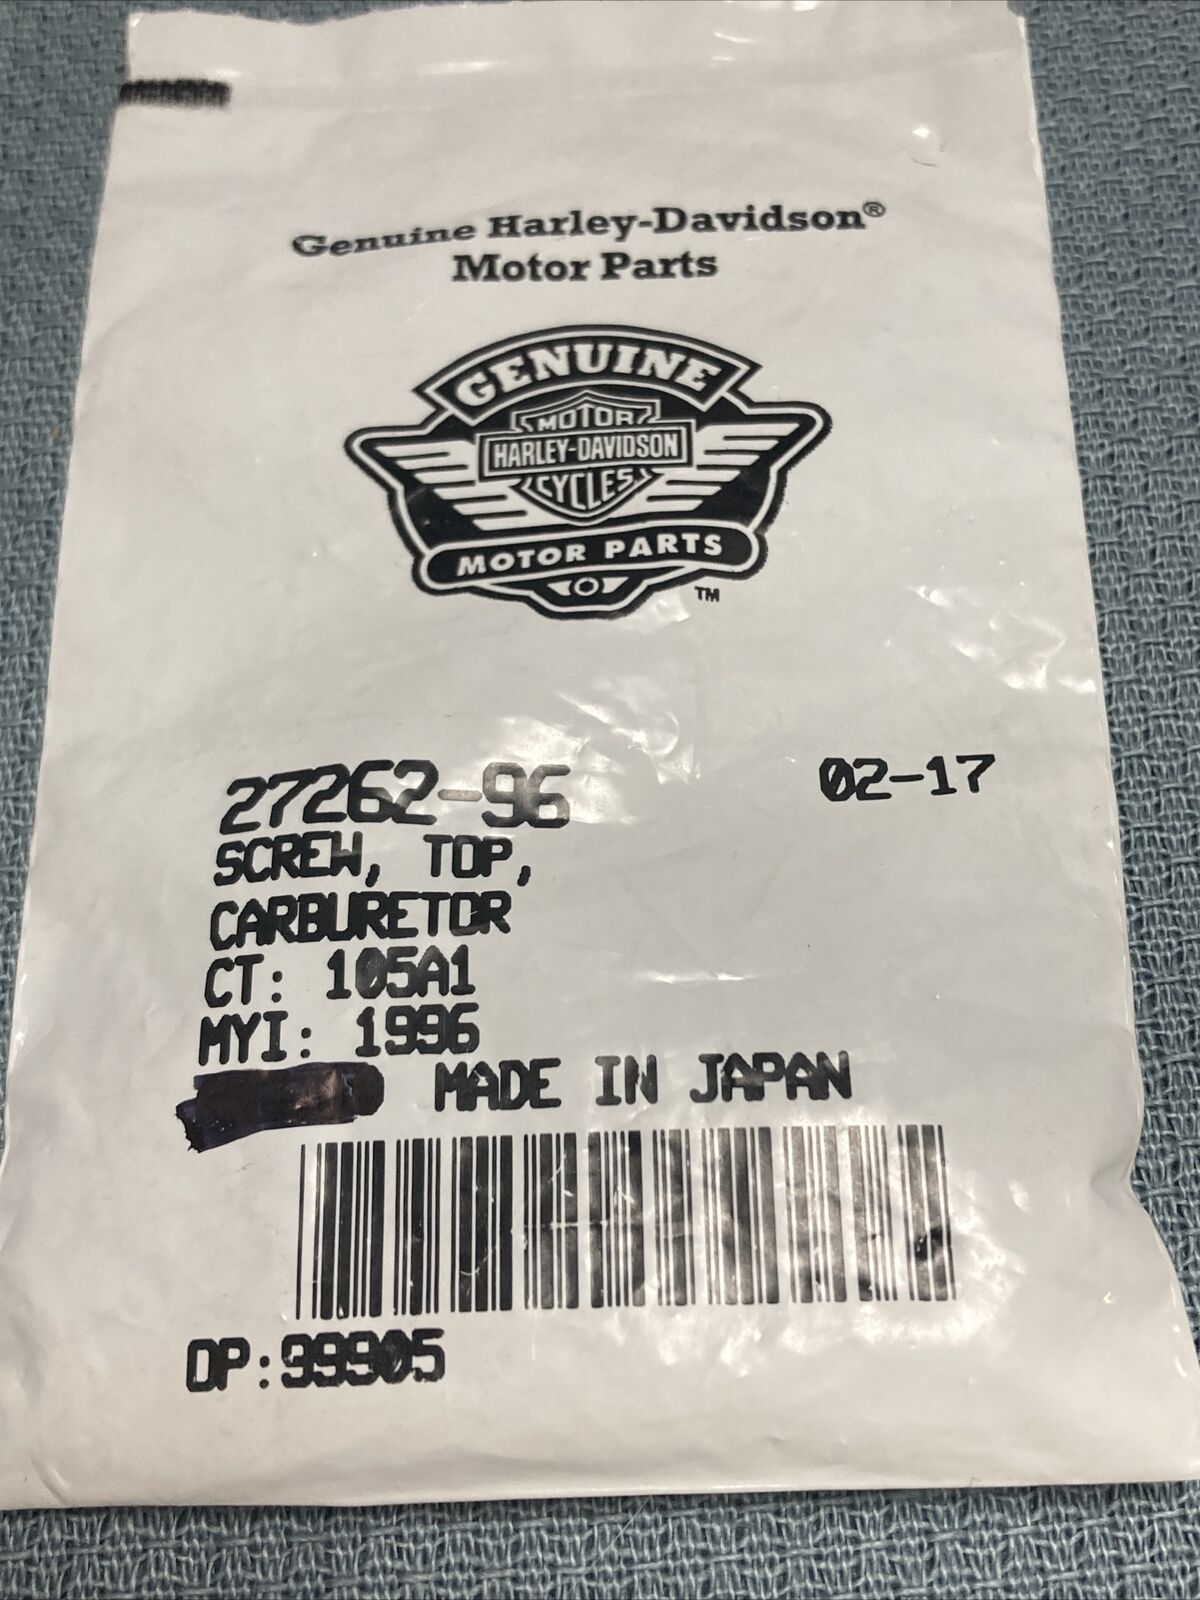 Genuine Harley-Davidson®
Motor Parts
GENUINE
MOTOR
HARLEY-DAVIDSON
CYCLES
MOTOR PARTS
TM
27262-96 02-17
SCREW, TOP,
CARBURETOR
CT: 105A1
MYI: 1996
MADE IN JAPAN
DP:99905